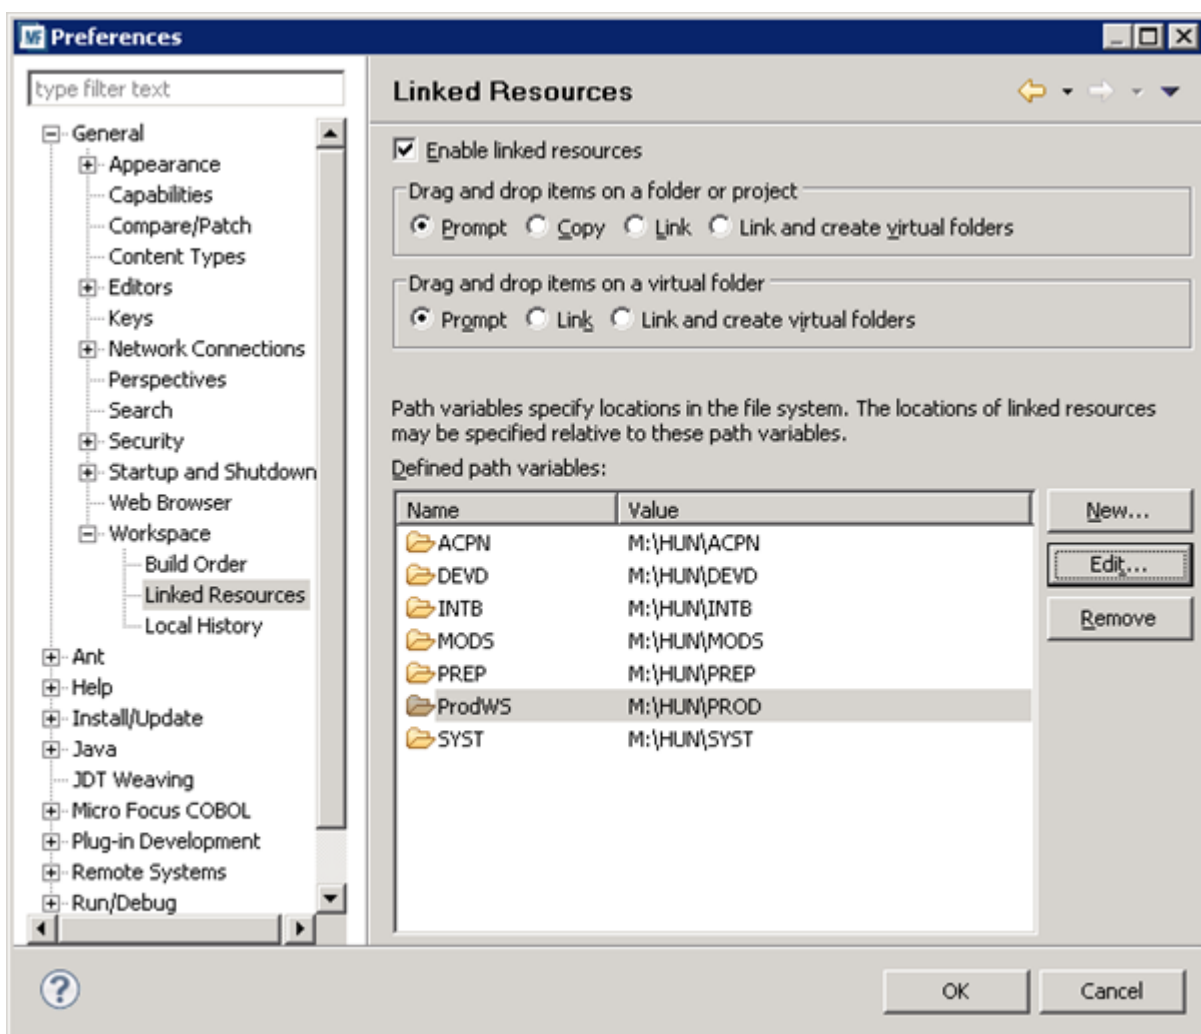 Preferences
type filter text
General
Appearance
Capabilities
Compare/Patch
Content Types
Editors
Keys
Network Connections
Perspectives
Search
Security
Startup and Shutdown
Web Browser
Workspace
Build Order
Linked Resources
Local History
Ant
Help
Install/Update
Java
JDT Weaving
Micro Focus COBOL
Plug-in Development
Remote Systems
Run/Debug
Linked Resources
Enable linked resources
Drag and drop items on a folder or project
Prompt Copy Link Link and create virtual folders
Drag and drop items on a virtual folder
Prompt Link Link and create virtual folders
Path variables specify locations in the file system. The locations of linked resources
may be specified relative to these path variables.
Defined path variables:
Name Value
ACPN M:\HUN\ACPN
DEVD M:\HUN\DEVD
INTB M:\HUN\INTB
MODS M:\HUN\MODS
PREP M:\HUN\PREP
ProdWS M:\HUN\PROD
SYST M:\HUN\SYST
New...
Edit...
Remove
?
OK Cancel